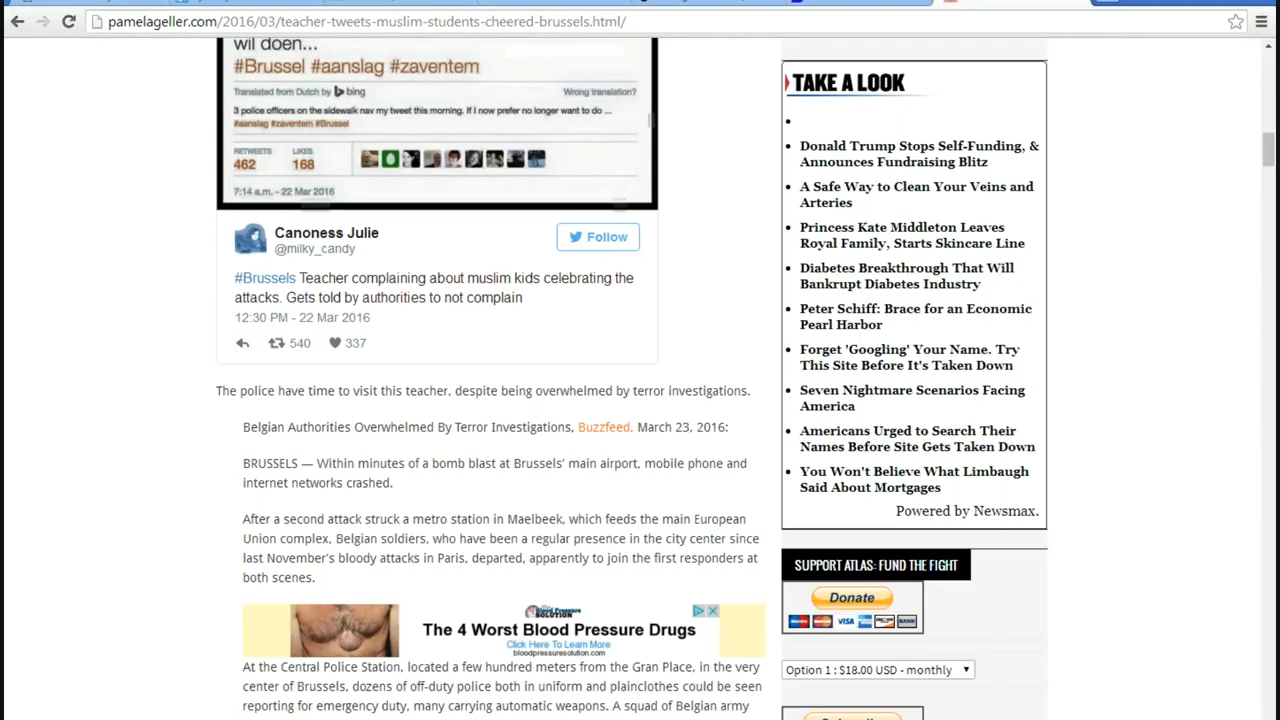 pamelageller.com/2016/03/teacher-tweets-muslim-students-cheered-brussels.html/
wil doen...
#Brussel #aanslag #zaventem
Translated from Dutch by bing
Wrong translation?
3 police officers on the sidewalk nav my tweet this morning. If I now prefer no longer want to do ...
#aanslag #zaventem #Brussel
RETWEETS
462
LIKES
168
7:14 a.m. - 22 Mar 2016
Canoness Julie
@milky_candy
Follow
#Brussels Teacher complaining about muslim kids celebrating the
attacks. Gets told by authorities to not complain
12:30 PM - 22 Mar 2016
540
337
The police have time to visit this teacher, despite being overwhelmed by terror investigations.
Belgian Authorities Overwhelmed By Terror Investigations, Buzzfeed, March 23, 2016:
BRUSSELS — Within minutes of a bomb blast at Brussels’ main airport, mobile phone and
internet networks crashed.
After a second attack struck a metro station in Maelbeek, which feeds the main European
Union complex, Belgian soldiers, who have been a regular presence in the city center since
last November’s bloody attacks in Paris, departed, apparently to join the first responders at
both scenes.
Blood Pressure
SOLUTION
The 4 Worst Blood Pressure Drugs
Click Here To Learn More
bloodpressuresolution.com
At the Central Police Station, located a few hundred meters from the Gran Place, in the very
center of Brussels, dozens of off-duty police both in uniform and plainclothes could be seen
reporting for emergency duty, many carrying automatic weapons. A squad of Belgian army
TAKE A LOOK
Donald Trump Stops Self-Funding, &
Announces Fundraising Blitz
A Safe Way to Clean Your Veins and
Arteries
Princess Kate Middleton Leaves
Royal Family, Starts Skincare Line
Diabetes Breakthrough That Will
Bankrupt Diabetes Industry
Peter Schiff: Brace for an Economic
Pearl Harbor
Forget 'Googling' Your Name. Try
This Site Before It's Taken Down
Seven Nightmare Scenarios Facing
America
Americans Urged to Search Their
Names Before Site Gets Taken Down
You Won't Believe What Limbaugh
Said About Mortgages
Powered by Newsmax.
SUPPORT ATLAS: FUND THE FIGHT
Donate
VISA
BANK
Option 1 : $18.00 USD - monthly